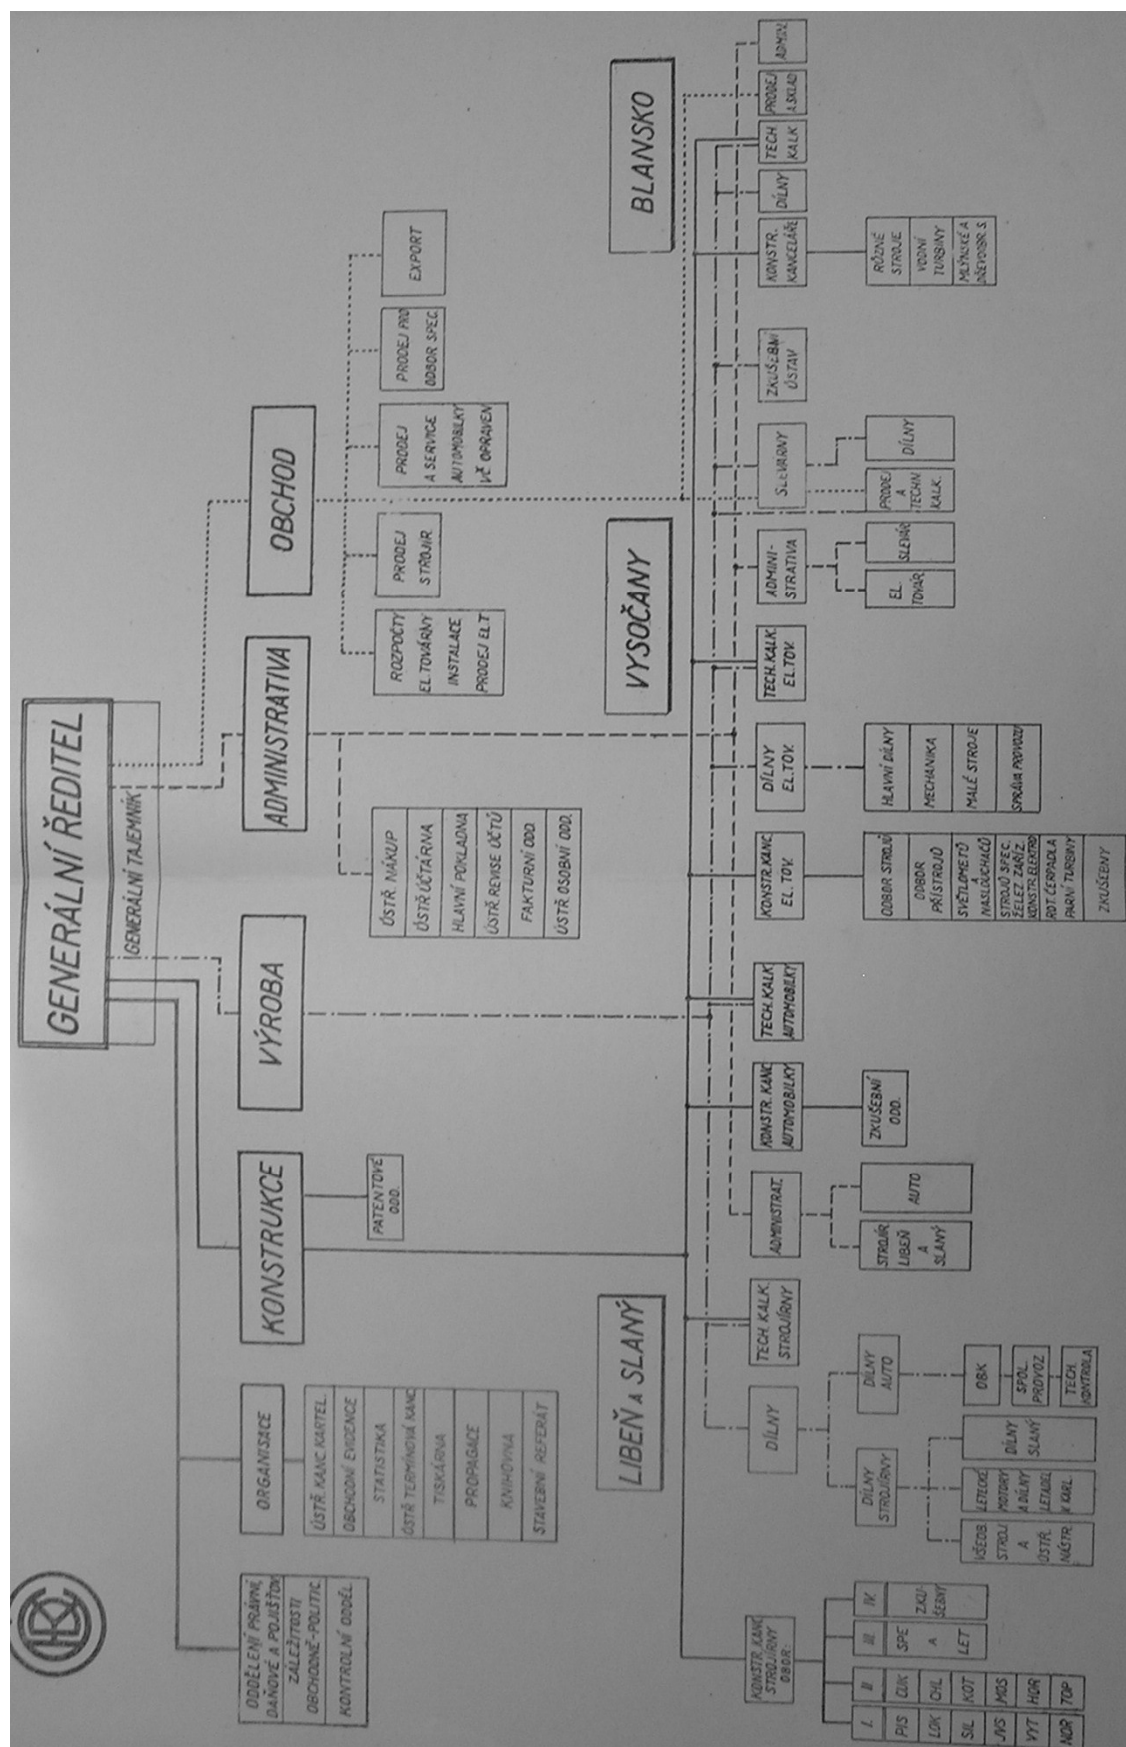 ČKD
GENERÁLNÍ ŘEDITEL
GENERÁLNÍ TAJEMNÍK
ODDĚLENÍ PRÁVNÍ,
DAŇOVÉ A POJIŠŤOV.
ZÁLEŽITOSTI
OBCHODNĚ-POLITIC.
KONTROLNÍ ODDĚL.
ORGANISACE
ÚSTŘ. KANC. KARTEL.
OBCHODNÍ EVIDENCE
STATISTIKA
ÚSTŘ. TERMÍNOVÁ KANC.
TISKÁRNA
PROPAGACE
KNIHOVNA
STAVEBNÍ REFERÁT
KONSTRUKCE
PATENTOVÉ
ODD.
VÝROBA
ADMINISTRATIVA
ÚSTŘ. NÁKUP
ÚSTŘ. ÚČTÁRNA
HLAVNÍ POKLADNA
ÚSTŘ. REVISE ÚČTŮ
FAKTURNÍ ODD.
ÚSTŘ. OSOBNÍ ODD.
OBCHOD
ROZPOČTY
EL. TOVÁRNY
INSTALACE
PRODEJ EL.T
PRODEJ
STROJÍR.
PRODEJ
A SERVICE
AUTOMOBILKY
VČ OPRAVEN
PRODEJ PRO
ODBOR SPEC.
EXPORT
LIBEŇ A SLANÝ
VYSOČANY
BLANSKO
KONSTR. KANC
STROJÍRNY
OBOR:
I.
PIS
LOK
SIL
JVS
VYT
NOR
II.
CUK
CHL
KOT
MOS
HOR
TOP
III.
SPE
A
LET
IV.
ZKU-
ŠEBNY
DÍLNY
DÍLNY
STROJÍRNY
VŠEOB.
STROJ.
A
ÚSTŘ.
NÁSTR.
LETECKÉ
MOTORY
A DÍLNY
LETADEL
V KARL.
DÍLNY
SLANÝ
DÍLNY
AUTO
OBK
SPOL.
PROVOZ
TECH.
KONTROLA
TECH. KALK.
STROJÍRNY
ADMINISTRAT.
STROJÍR.
LIBEŇ
A
SLANÝ
AUTO
KONSTR. KANC
AUTOMOBILKY
ZKUŠEBNÍ
ODD.
TECH. KALK
AUTOMOBILKY
KONSTR. KANC.
EL. TOV.
ODBOR STROJŮ
ODBOR
PŘÍSTROJŮ
SVĚTLOMETŮ
A
NASLOUCHAČŮ
STROJŮ SPEC.
ŽELEZ. ZAŘÍZ.
KONSTR. ELEKTRO
ROT. ČERPADLA
PARNÍ TURBINY
ZKUŠEBNY
DÍLNY
EL. TOV.
HLAVNÍ DÍLNY
MECHANIKA
MALÉ STROJE
SPRÁVA PROVOZU
TECH. KALK.
EL. TOV.
ADMINI-
STRATIVA
EL.
TOVÁR.
SLEVÁR.
SLEVÁRNY
PRODEJ
A
TECHN.
KALK.
DÍLNY
ZKUŠEBNÍ
ÚSTAV
KONSTR.
KANCELÁŘE
RŮZNÉ
STROJE
VODNÍ
TURBINY
MLÝNSKÉ A
DŘEVOOBR. S.
DÍLNY
TECH
KALK
PRODEJ
A SKLAD
ADMIN.